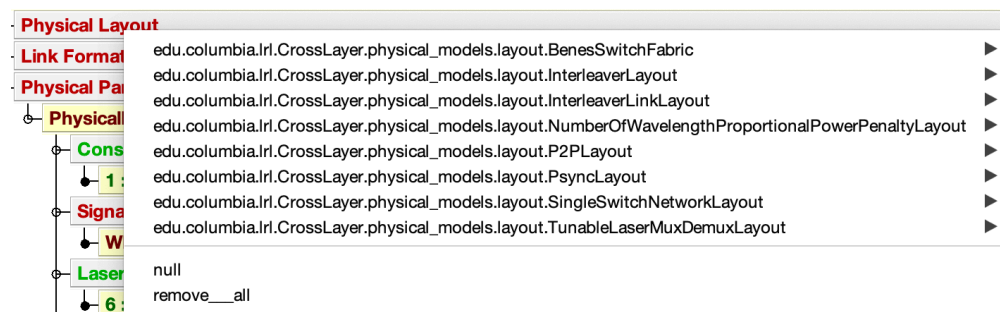 Physical Layout
edu.columbia.lrl.CrossLayer.physical_models.layout.BenesSwitchFabric
Link Format
edu.columbia.lrl.CrossLayer.physical_models.layout.InterleaverLayout
Physical Par
edu.columbia.lrl.CrossLayer.physical_models.layout.InterleaverLinkLayout
Physicall
edu.columbia.lrl.CrossLayer.physical_models.layout.NumberOfWavelengthProportionalPowerPenaltyLayout
Cons
edu.columbia.lrl.CrossLayer.physical_models.layout.P2PLayout
1 :
edu.columbia.lrl.CrossLayer.physical_models.layout.PsyncLayout
Signa
edu.columbia.lrl.CrossLayer.physical_models.layout.SingleSwitchNetworkLayout
W
edu.columbia.lrl.CrossLayer.physical_models.layout.TunableLaserMuxDemuxLayout
Laser
null
6 :
remove___all